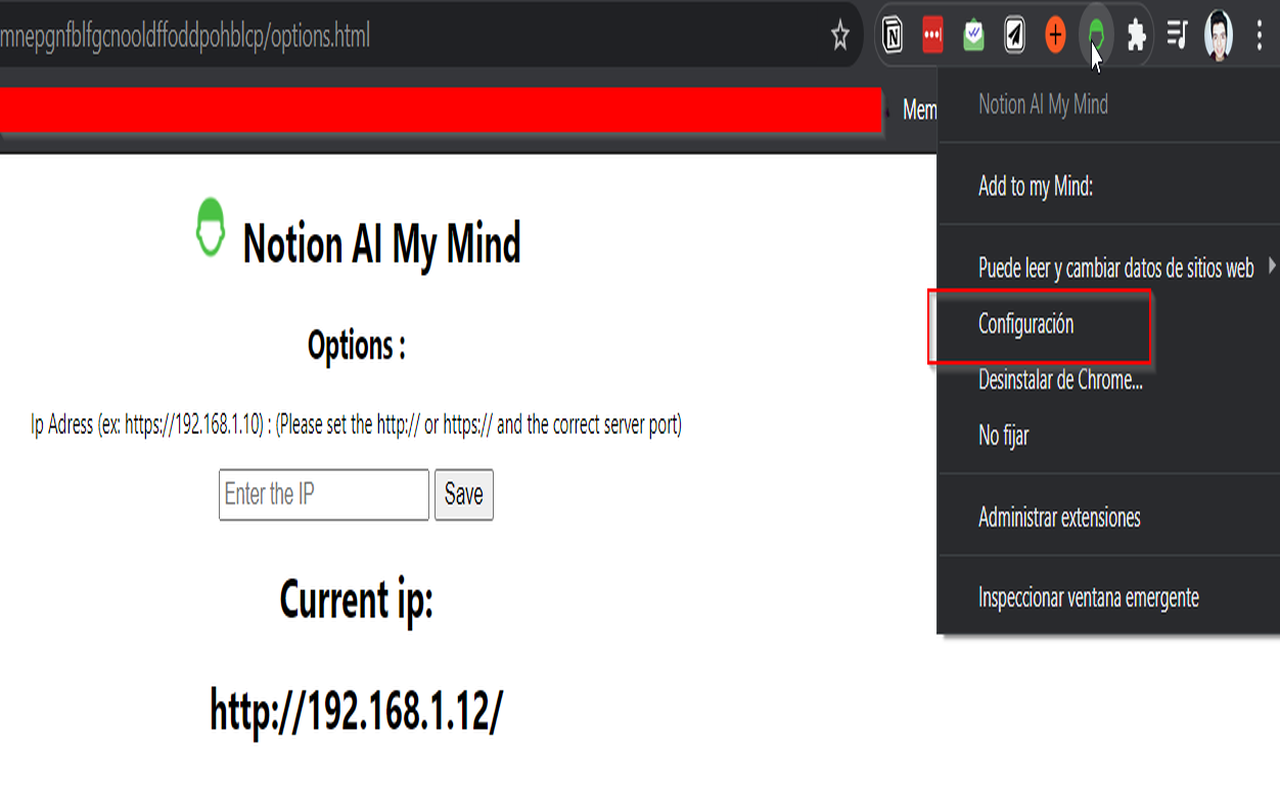 mnepgnfblfgcnooldffoddpohblcp/options.html
Mem
Notion AI My Mind
Options :
Ip Adress (ex: https://192.168.1.10) : (Please set the http:// or https:// and the correct server port)
Enter the IP
Save
Current ip:
http://192.168.1.12/
Notion AI My Mind
Add to my Mind:
Puede leer y cambiar datos de sitios web
Configuración
Desinstalar de Chrome...
No fijar
Administrar extensiones
Inspeccionar ventana emergente